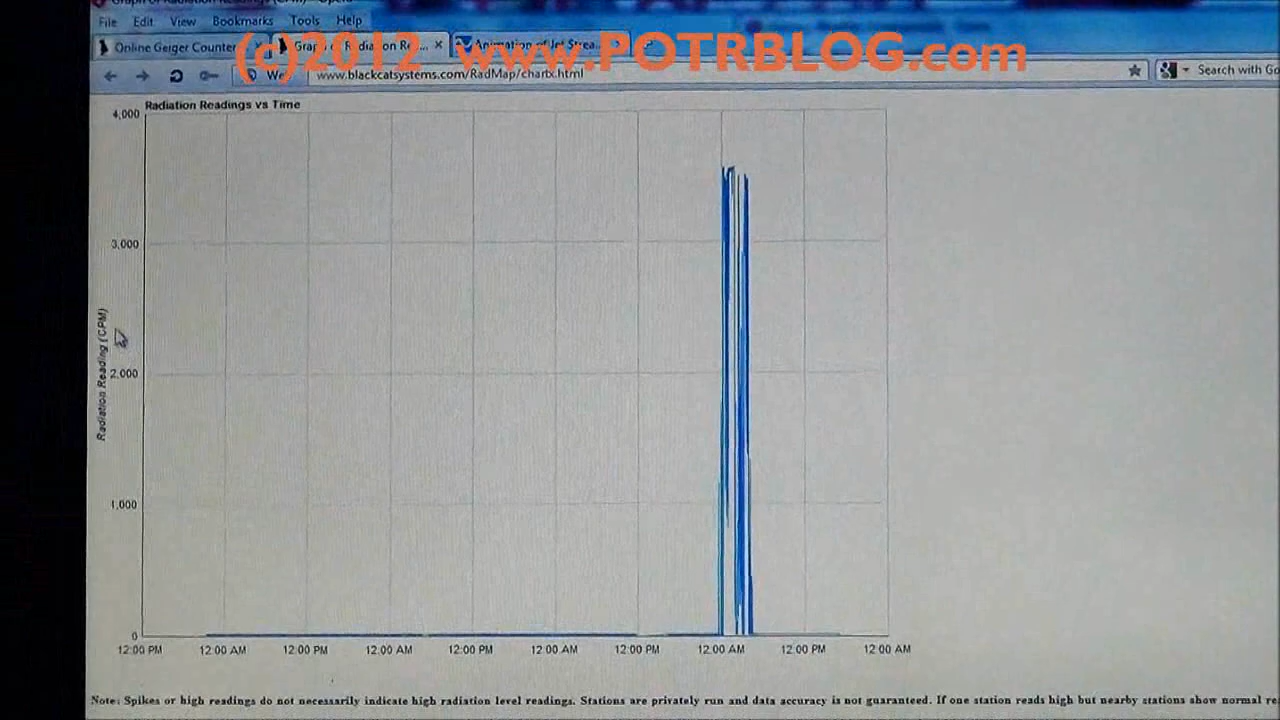 File Edit View Bookmarks Tools Help
(c)2012 www.POTRBLOG.com
Online Geiger Counter Radiation Re... Animation of Jet Strea...
www.blackcatsystems.com/RadMap/chartx.html Search with Go
Radiation Readings vs Time
4,000
3,000
2,000
1,000
0
Radiation Reading (CPM)
12:00 PM 12:00 AM 12:00 PM 12:00 AM 12:00 PM 12:00 AM 12:00 PM 12:00 AM 12:00 PM 12:00 AM
Note: Spikes or high readings do not necessarily indicate high radiation level readings. Stations are privately run and data accuracy is not guaranteed. If one station reads high but nearby stations show normal re